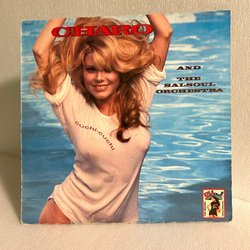 CHARO
AND
THE
SALSOUL
ORCHESTRA
cuchi-cuchi